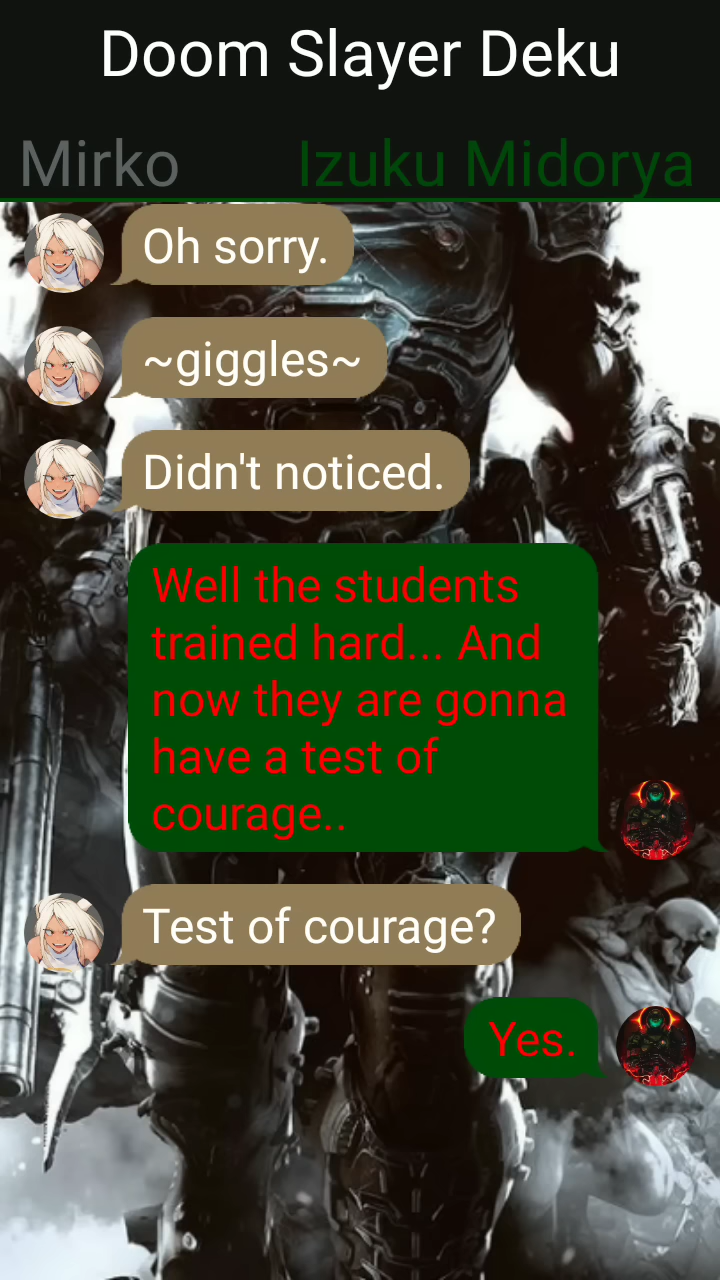 Doom Slayer Deku
Mirko
Izuku Midorya
Oh sorry.
~giggles~
Didn't noticed.
Well the students
trained hard... And
now they are gonna
have a test of
courage..
Test of courage?
Yes.